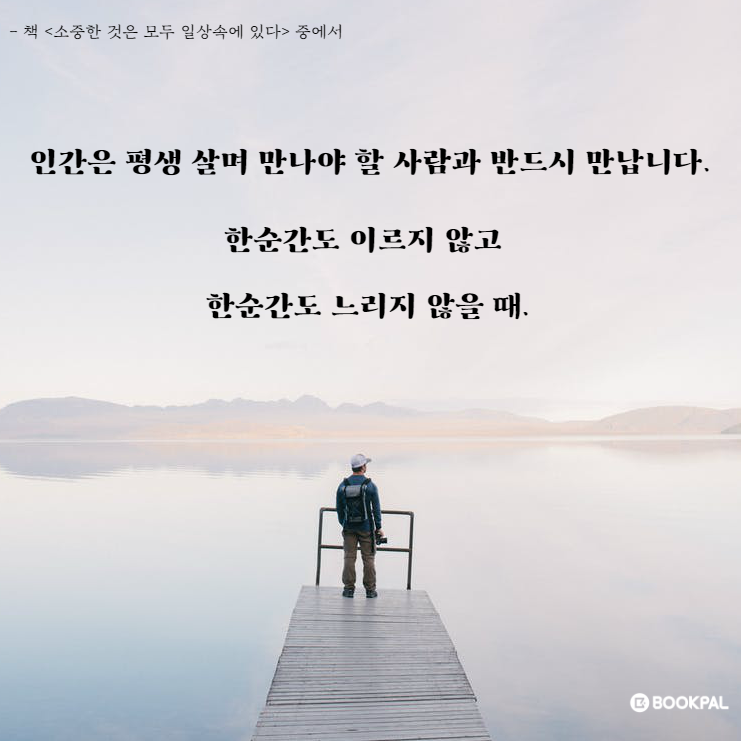 - 책 <소중한 것은 모두 일상속에 있다> 중에서
인간은 평생 살며 만나야 할 사람과 반드시 만납니다.
한순간도 이르지 않고
한순간도 느리지 않을 때.
BOOKPAL